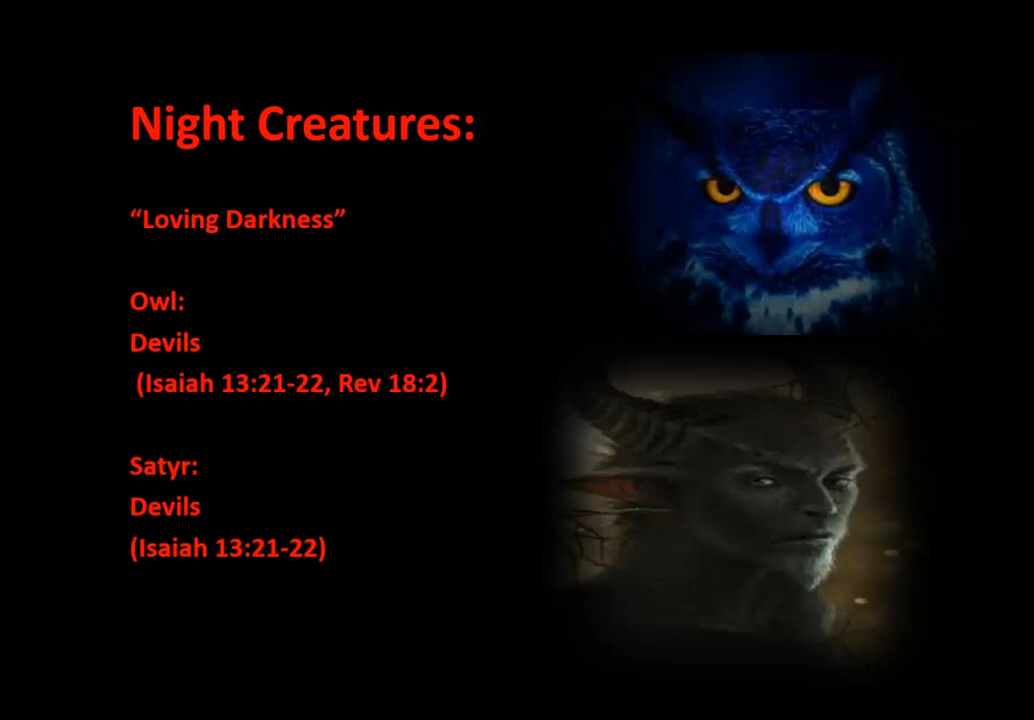 Night Creatures:
“Loving Darkness”
Owl:
Devils
(Isaiah 13:21-22, Rev 18:2)
Satyr:
Devils
(Isaiah 13:21-22)